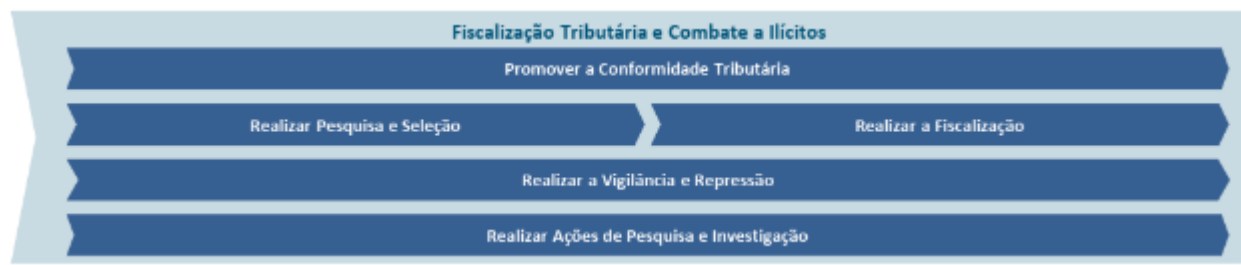 Fiscalização Tributária e Combate a Ilícitos
Promover a Conformidade Tributária
Realizar Pesquisa e Seleção
Realizar a Fiscalização
Realizar a Vigilância e Repressão
Realizar Ações de Pesquisa e Investigação